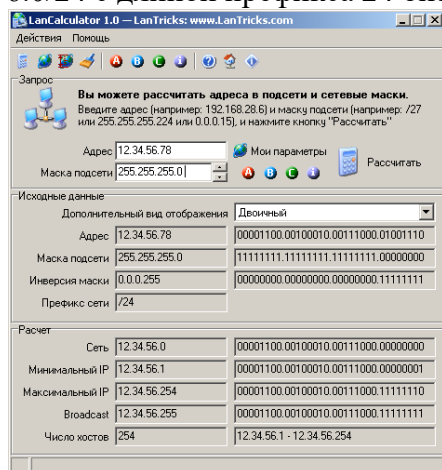 LanCalculator 1.0 — LanTricks: www.LanTricks.com
Действия Помощь
Запрос
Вы можете рассчитать адреса в подсети и сетевые маски.
Введите адрес (например: 192.168.28.6) и маску подсети (например: /27
или 255.255.255.224 или 0.0.0.15), и нажмите кнопку "Рассчитать"
Адрес 12.34.56.78 Мои параметры
Рассчитать
Маска подсети 255.255.255.0 A B C
Исходные данные
Дополнительный вид отображения Двоичный
Адрес 12.34.56.78 00001100.00100010.00111000.01001110
Маска подсети 255.255.255.0 11111111.11111111.11111111.00000000
Инверсия маски 0.0.0.255 00000000.00000000.00000000.11111111
Префикс сети /24
Расчет
Сеть 12.34.56.0 00001100.00100010.00111000.00000000
Минимальный IP 12.34.56.1 00001100.00100010.00111000.00000001
Максимальный IP 12.34.56.254 00001100.00100010.00111000.11111110
Broadcast 12.34.56.255 00001100.00100010.00111000.11111111
Число хостов 254 12.34.56.1 - 12.34.56.254